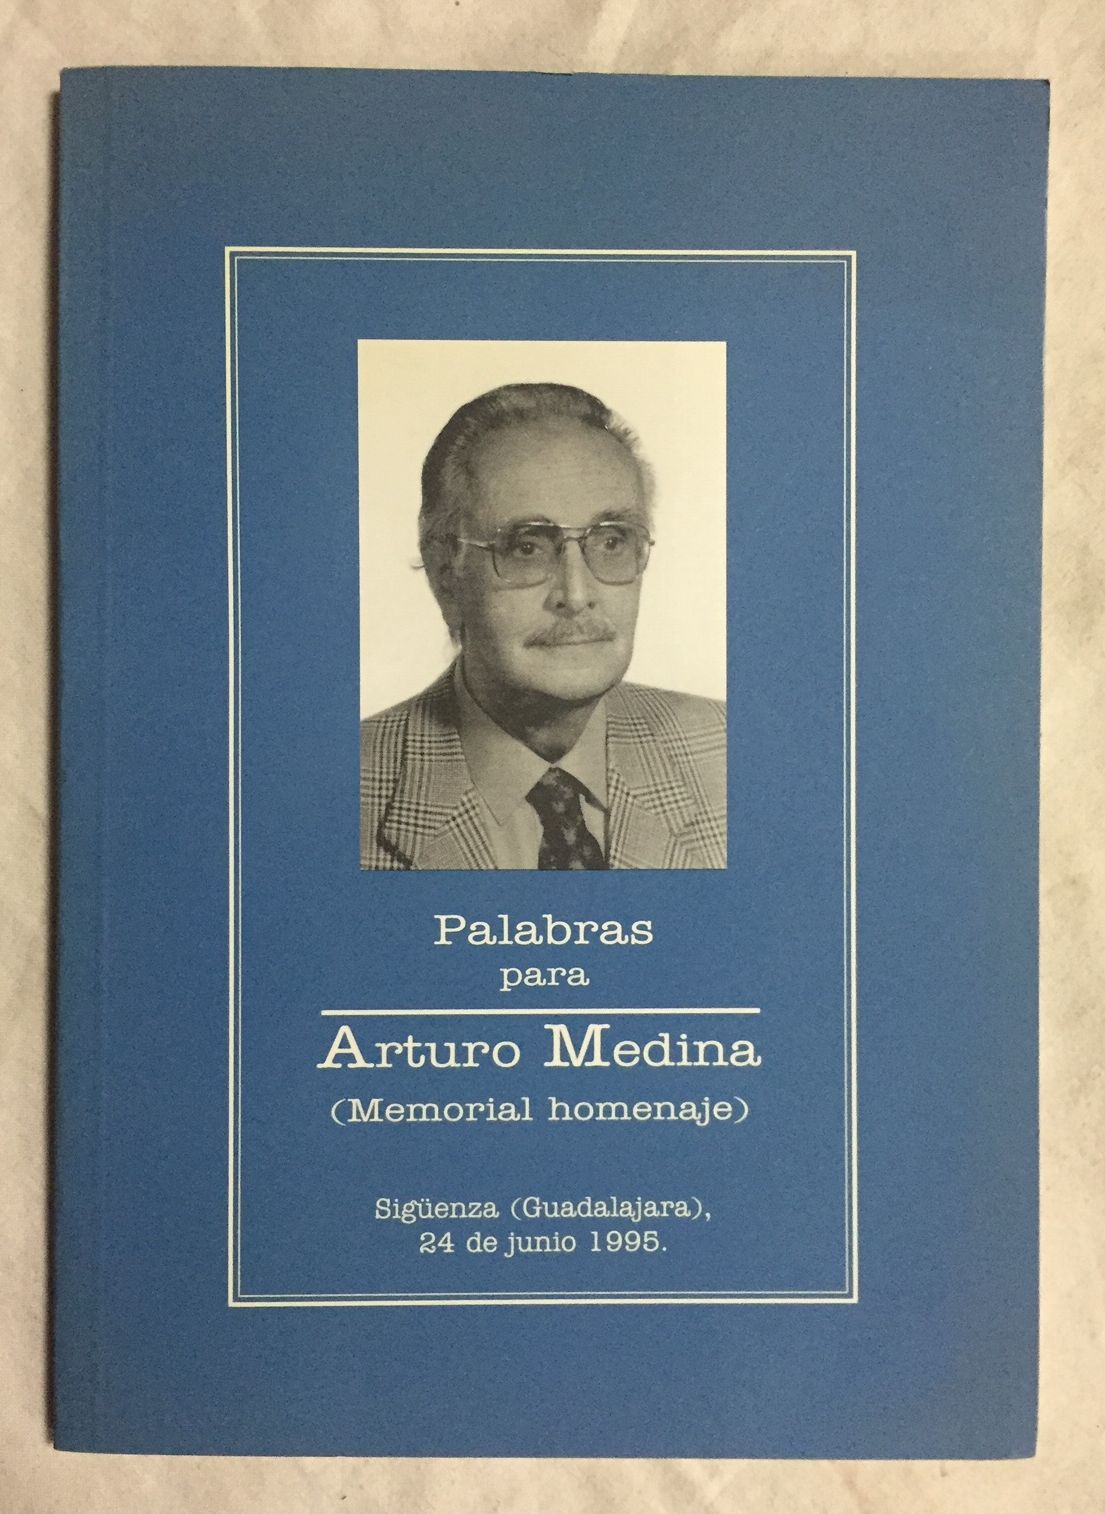 Palabras
para
Arturo Medina
(Memorial homenaje)
Sigüenza (Guadalajara),
24 de junio 1995.